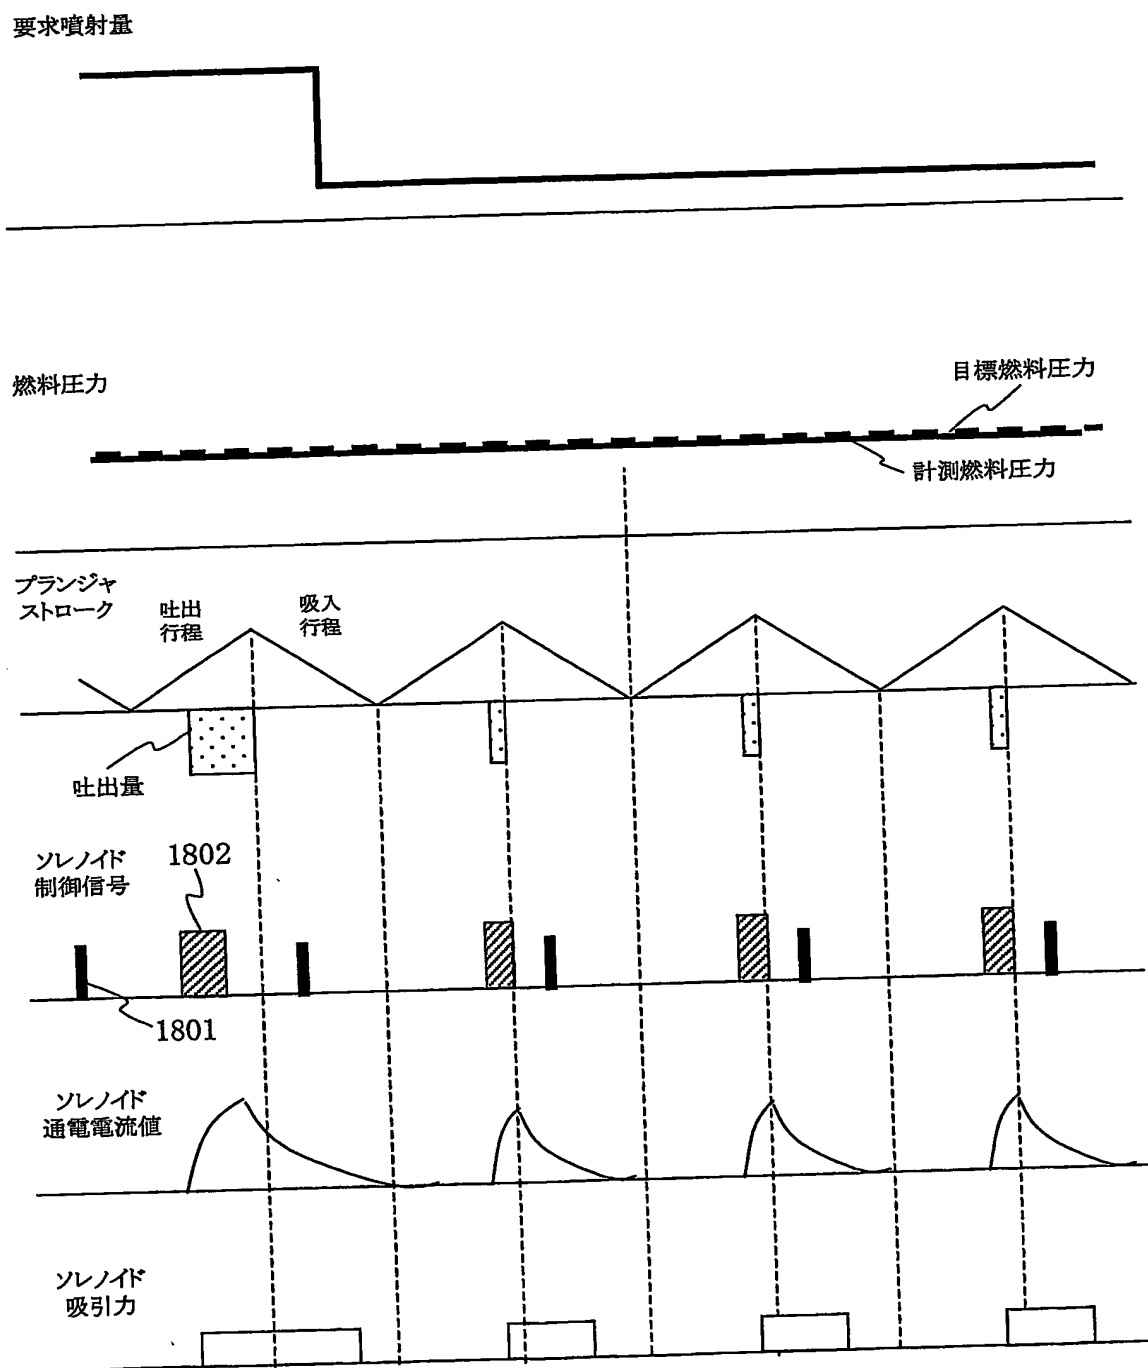 要求噴射量
燃料圧力
目標燃料圧力
計測燃料圧力
プランジャ
ストローク
吐出
行程
吸入
行程
吐出量
ソレノイド
制御信号
1802
1801
ソレノイド
通電電流値
ソレノイド
吸引力